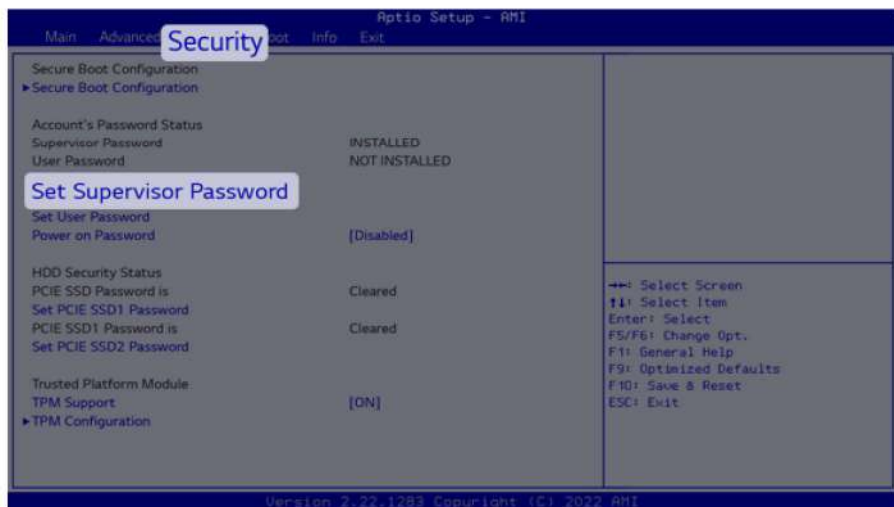 Aptio Setup - AMI
Main Advanced Security oot Info Exit
Secure Boot Configuration
►Secure Boot Configuration
Account's Password Status
Supervisor Password INSTALLED
User Password NOT INSTALLED
Set Supervisor Password
Set User Password
Power on Password [Disabled]
HDD Security Status
PCIE SSD Password is Cleared
Set PCIE SSD1 Password
PCIE SSD1 Password is Cleared
Set PCIE SSD2 Password
Trusted Platform Module
TPM Support [ON]
►TPM Configuration
→←: Select Screen
↑↓: Select Item
Enter: Select
F5/F6: Change Opt.
F1: General Help
F9: Optimized Defaults
F10: Save & Reset
ESC: Exit
Version 2.22.1283 Copyright (C) 2022 AMI